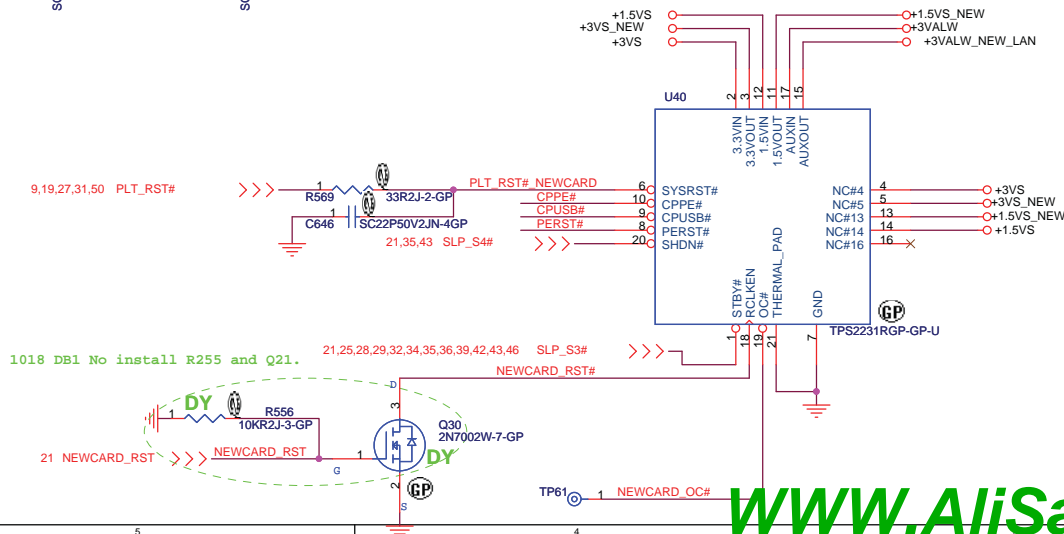 SC
SC
+1.5VS
+3VS_NEW
+3VS
+1.5VS_NEW
+3VALW
+3VALW_NEW_LAN
2
3
12
11
17
15
U40
3.3VIN
3.3VOUT
1.5VIN
1.5VOUT
AUXIN
AUXOUT
9,19,27,31,50 PLT_RST#
1
R569
33R2J-2-GP
PLT_RST#_NEWCARD
6
SYSRST#
CPPE#
10
CPPE#
1
C646
SC22P50V2JN-4GP
CPUSB#
9
CPUSB#
PERST#
8
PERST#
21,35,43 SLP_S4#
20
SHDN#
NC#4
4
+3VS
NC#5
5
+3VS_NEW
NC#13
13
+1.5VS_NEW
NC#14
14
+1.5VS
NC#16
16
STBY#
RCLKEN
OC#
THERMAL_PAD
GND
1
18
19
21
7
GP
TPS2231RGP-GP-U
1018 DB1 No install R255 and Q21.
21,25,28,29,32,34,35,36,39,42,43,46 SLP_S3#
NEWCARD_RST#
DY
1
R556
10KR2J-3-GP
D
3
Q30
2N7002W-7-GP
21 NEWCARD_RST
NEWCARD_RST
G
1
DY
2
GP
S
TP61
1
NEWCARD_OC#
WWW.AliSa
5
4